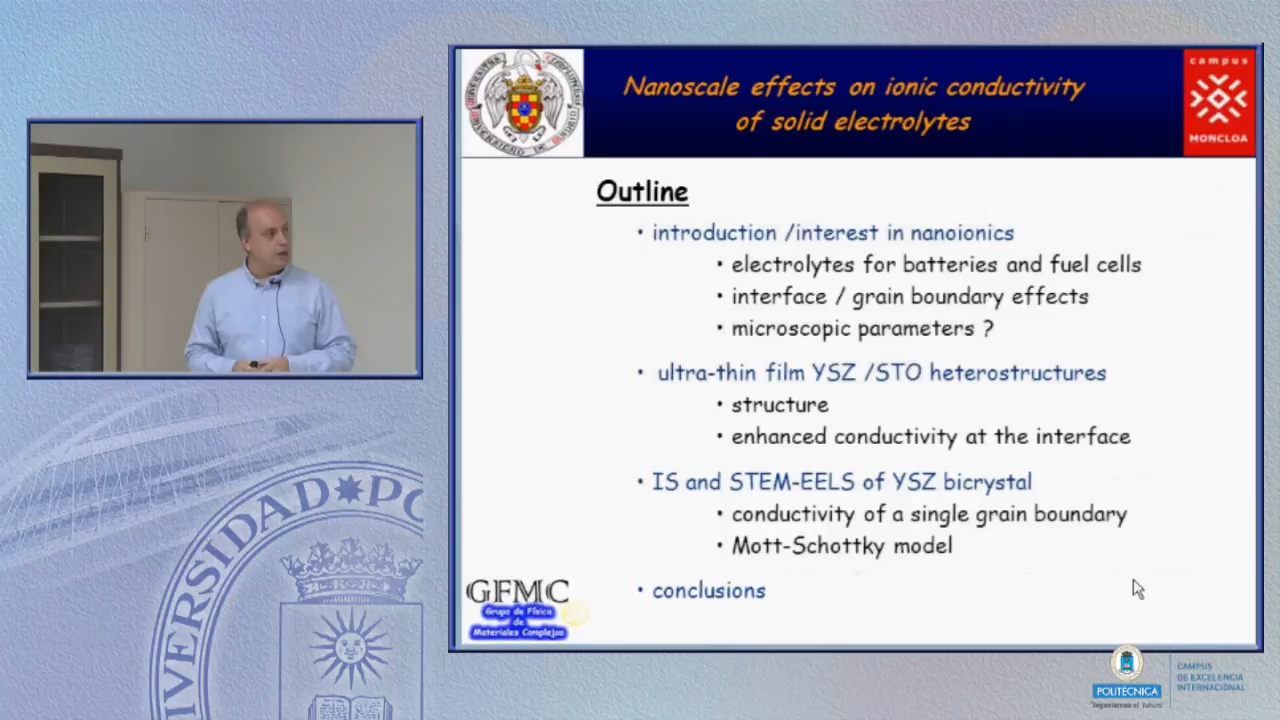 Nanoscale effects on ionic conductivity
of solid electrolytes
campus
MONCLOA
Outline
• introduction /interest in nanoionics
• electrolytes for batteries and fuel cells
• interface / grain boundary effects
• microscopic parameters ?
• ultra-thin film YSZ /STO heterostructures
• structure
• enhanced conductivity at the interface
• IS and STEM-EELS of YSZ bicrystal
• conductivity of a single grain boundary
• Mott-Schottky model
• conclusions
GFMC
Grupo de Física
de
Materiales Complejos
POLITÉCNICA
"Ingeniamos el futuro"
CAMPUS
DE EXCELENCIA
INTERNACIONAL